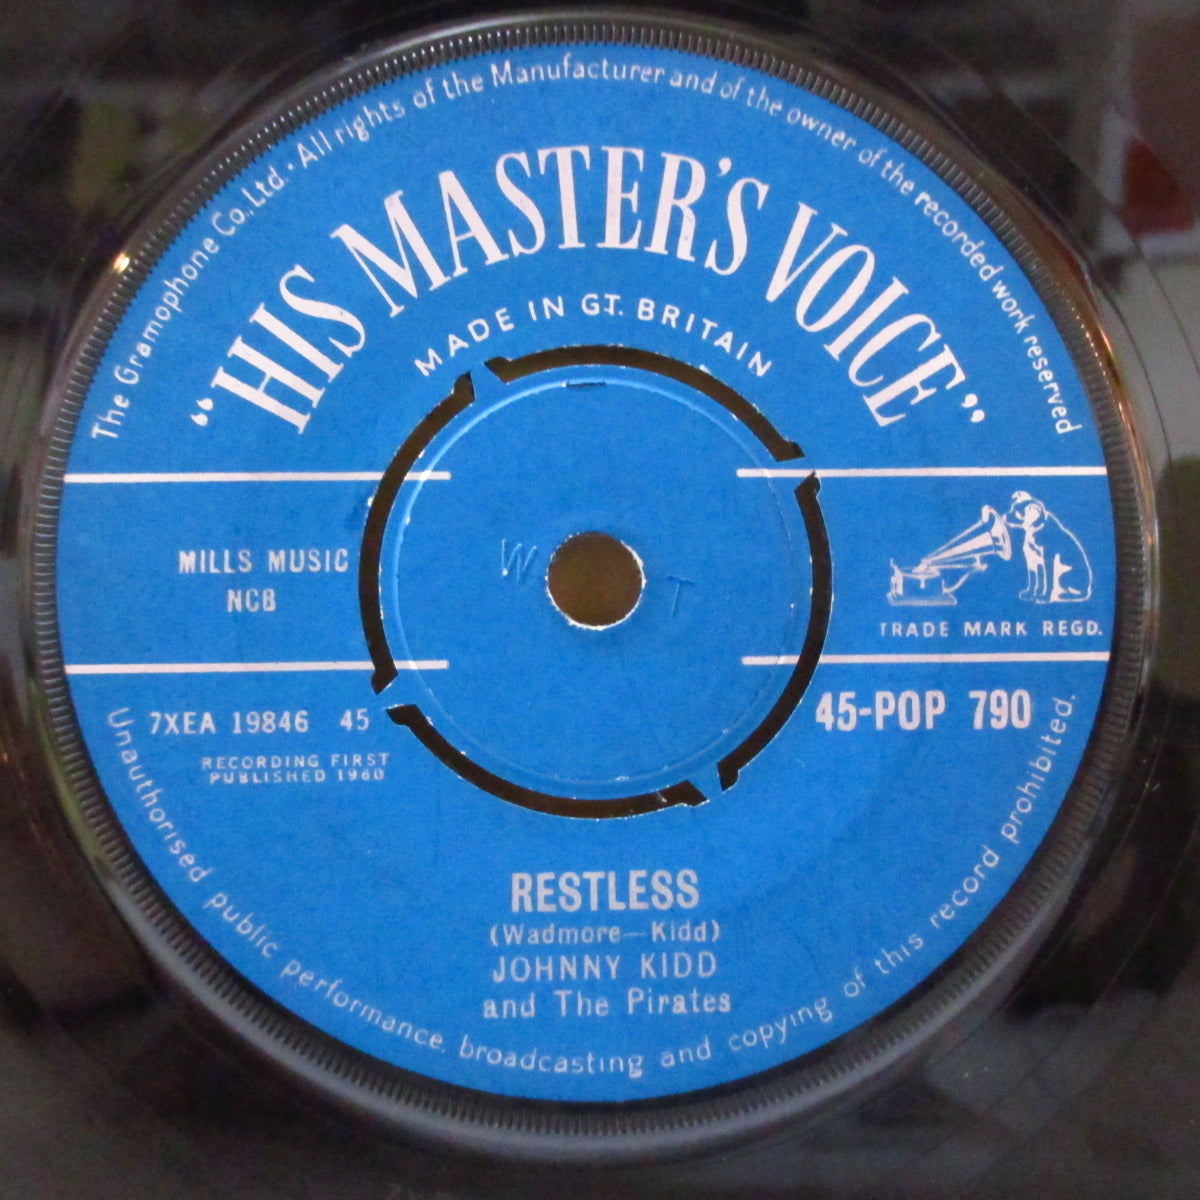 The Gramophone Co., Ltd. · All rights of the Manufacturer and of the owner of the recorded work reserved
"HIS MASTER'S VOICE"
MADE IN GT. BRITAIN
MILLS MUSIC
NCB
W T
TRADE MARK REGD.
7XEA 19846 45
45-POP 790
RECORDING FIRST
PUBLISHED 1960
RESTLESS
(Wadmore—Kidd)
JOHNNY KIDD
and The Pirates
Unauthorised public performance, broadcasting and copying of this record prohibited.